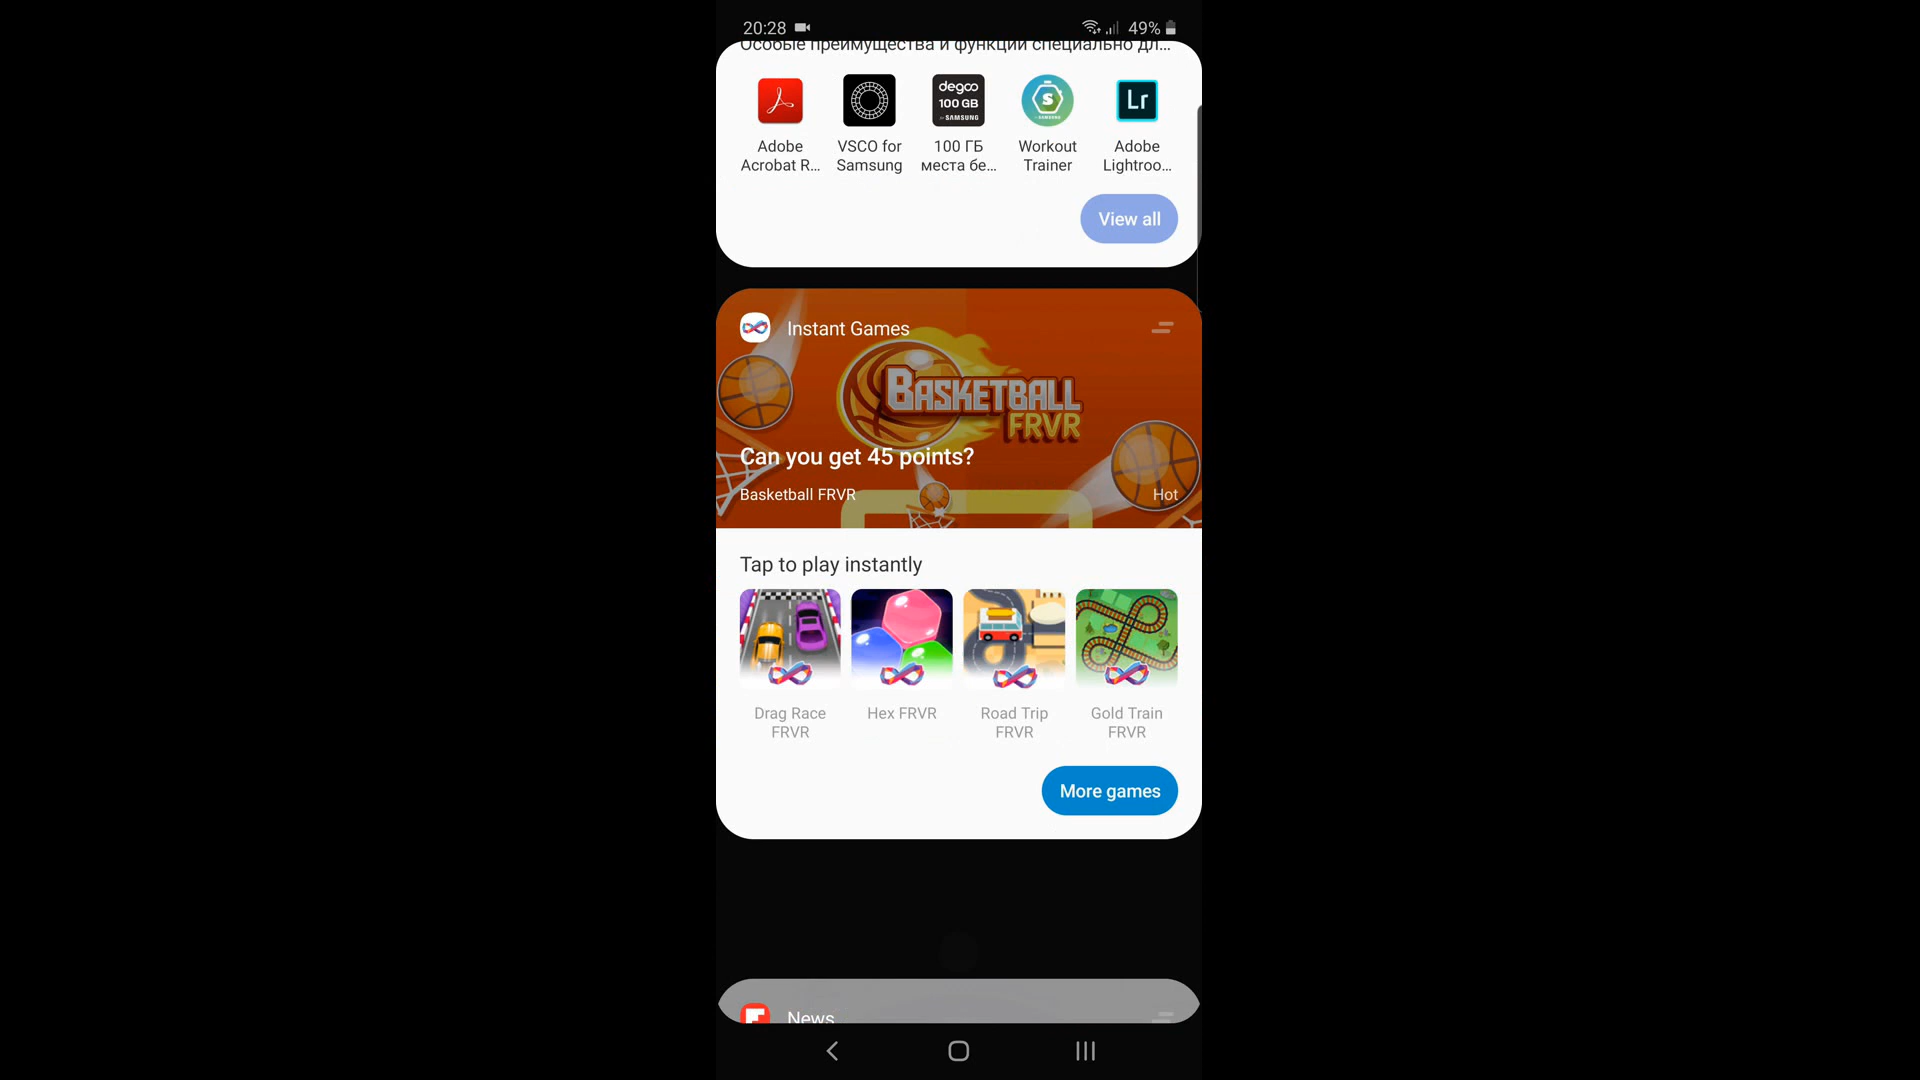 20:28
49%
Особые преимущества и функции специально дл...
degoo
100 GB
for SAMSUNG
S
Lr
Adobe
Acrobat R...
VSCO for
Samsung
100 ГБ
места бе...
Workout
Trainer
Adobe
Lightroo...
View all
Instant Games
BASKETBALL
FRVR
Can you get 45 points?
Basketball FRVR
Hot
Tap to play instantly
Drag Race
FRVR
Hex FRVR
Road Trip
FRVR
Gold Train
FRVR
More games
News